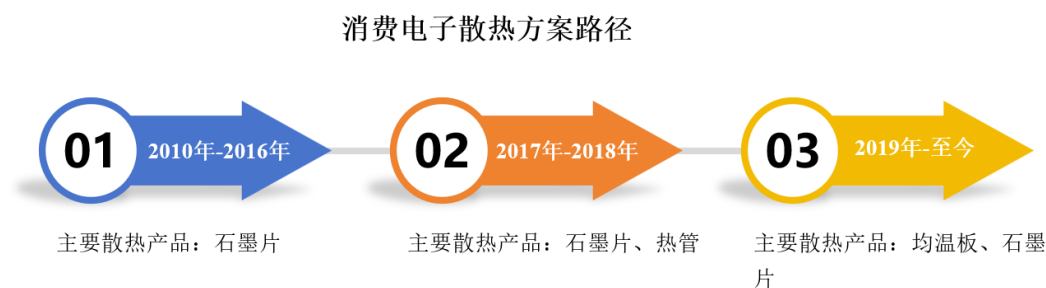 消费电子散热方案路径
01
2010年-2016年
02
2017年-2018年
03
2019年-至今
主要散热产品：石墨片
主要散热产品：石墨片、热管
主要散热产品：均温板、石墨
片